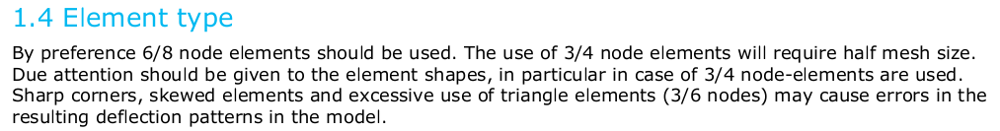 1.4 Element type
By preference 6/8 node elements should be used. The use of 3/4 node elements will require half mesh size.
Due attention should be given to the element shapes, in particular in case of 3/4 node-elements are used.
Sharp corners, skewed elements and excessive use of triangle elements (3/6 nodes) may cause errors in the
resulting deflection patterns in the model.